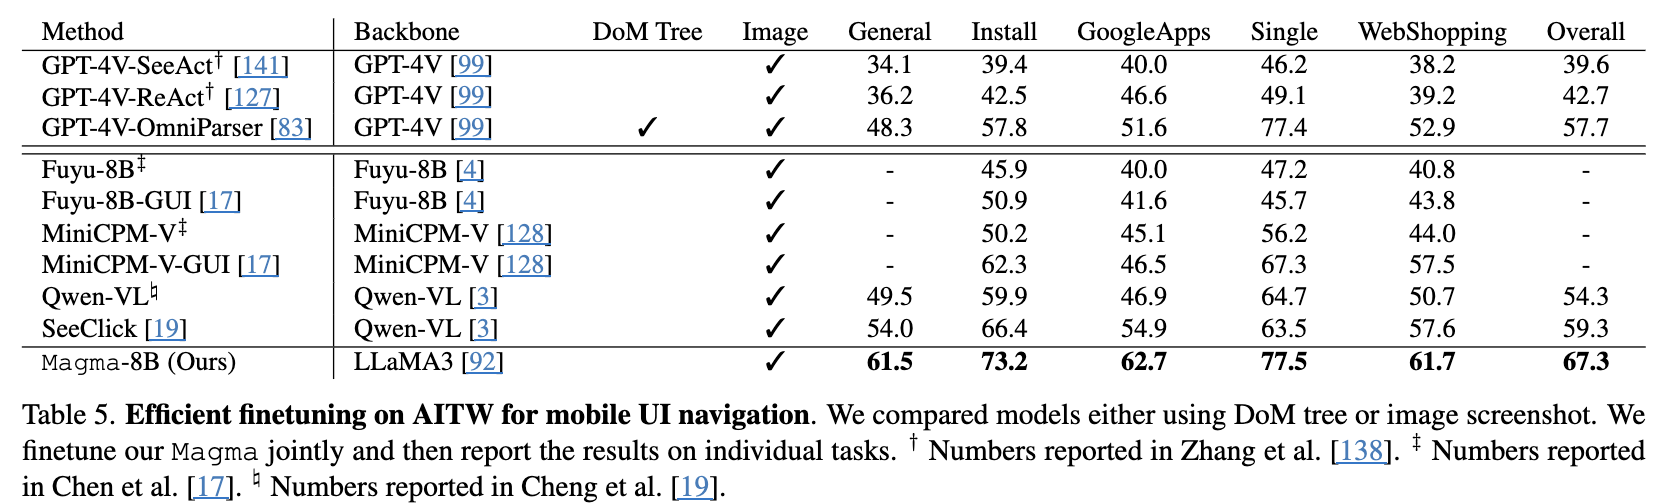 Method Backbone DoM Tree Image General Install GoogleApps Single WebShopping Overall
GPT-4V-SeeAct† [141] GPT-4V [99] ✓ 34.1 39.4 40.0 46.2 38.2 39.6
GPT-4V-ReAct† [127] GPT-4V [99] ✓ 36.2 42.5 46.6 49.1 39.2 42.7
GPT-4V-OmniParser [83] GPT-4V [99] ✓ ✓ 48.3 57.8 51.6 77.4 52.9 57.7
Fuyu-8B‡ Fuyu-8B [4] ✓ - 45.9 40.0 47.2 40.8 -
Fuyu-8B-GUI [17] Fuyu-8B [4] ✓ - 50.9 41.6 45.7 43.8 -
MiniCPM-V‡ MiniCPM-V [128] ✓ - 50.2 45.1 56.2 44.0 -
MiniCPM-V-GUI [17] MiniCPM-V [128] ✓ - 62.3 46.5 67.3 57.5 -
Qwen-VL♮ Qwen-VL [3] ✓ 49.5 59.9 46.9 64.7 50.7 54.3
SeeClick [19] Qwen-VL [3] ✓ 54.0 66.4 54.9 63.5 57.6 59.3
Magma-8B (Ours) LLaMA3 [92] ✓ 61.5 73.2 62.7 77.5 61.7 67.3
Table 5. Efficient finetuning on AITW for mobile UI navigation. We compared models either using DoM tree or image screenshot. We
finetune our Magma jointly and then report the results on individual tasks. † Numbers reported in Zhang et al. [138]. ‡ Numbers reported
in Chen et al. [17]. ♮ Numbers reported in Cheng et al. [19].